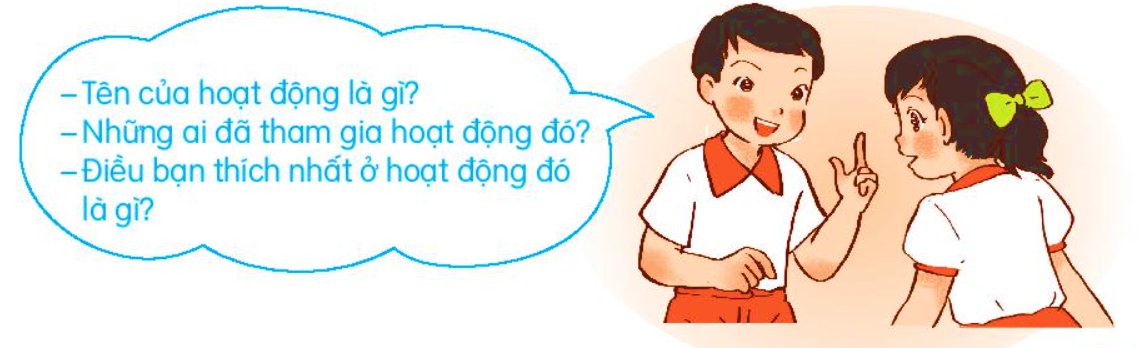 – Tên của hoạt động là gì?
– Những ai đã tham gia hoạt động đó?
– Điều bạn thích nhất ở hoạt động đó
là gì?